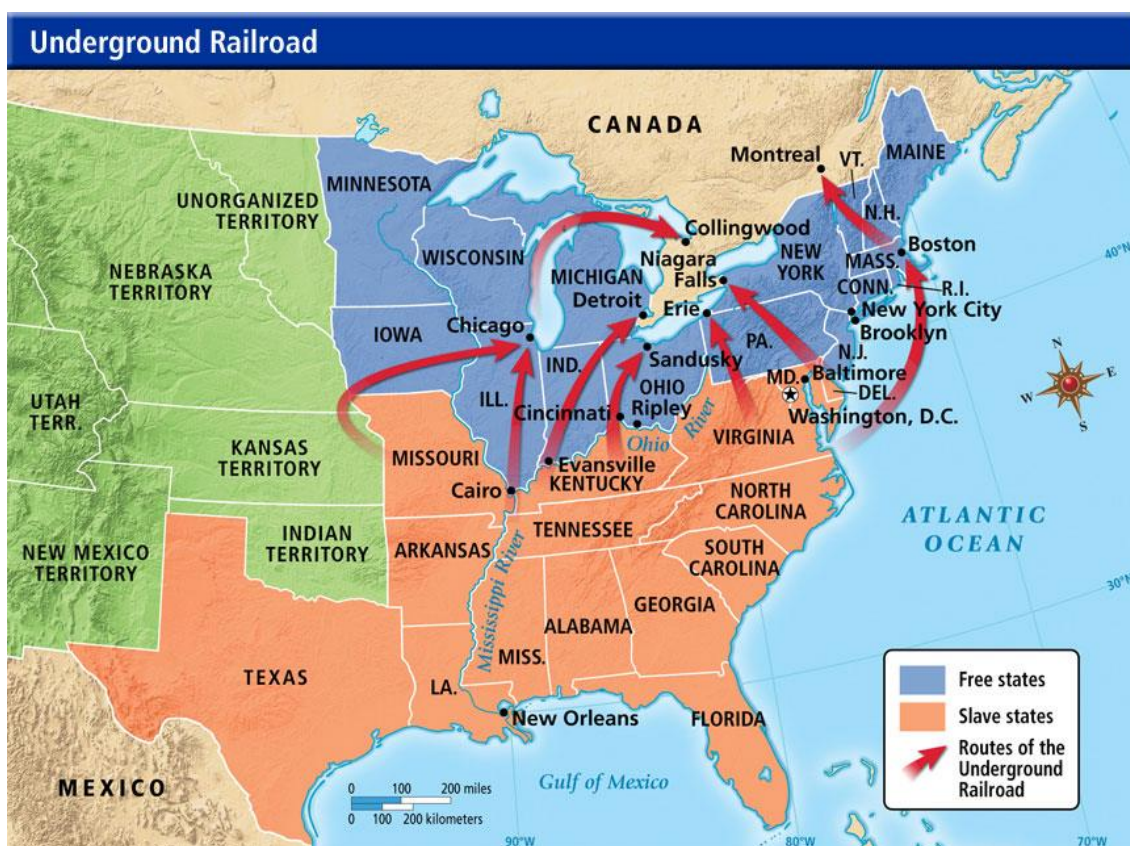 Underground Railroad
CANADA
Montreal
VT.
MAINE
MINNESOTA
UNORGANIZED
TERRITORY
N.H.
Collingwood
Boston
WISCONSIN
Niagara
Falls
NEW
YORK
MASS.
40°N
NEBRASKA
TERRITORY
MICHIGAN
Detroit
CONN.
R.I.
Erie
New York City
Brooklyn
IOWA
Chicago
IND.
PA.
Sandusky
N.J.
N
E
S
W
UTAH
TERR.
ILL.
OHIO
MD.
Baltimore
DEL.
Cincinnati
Ripley
Washington, D.C.
Ohio
River
KANSAS
TERRITORY
MISSOURI
VIRGINIA
Evansville
KENTUCKY
Cairo
NORTH
CAROLINA
ATLANTIC
OCEAN
INDIAN
TERRITORY
TENNESSEE
ARKANSAS
NEW MEXICO
TERRITORY
SOUTH
CAROLINA
30°N
Mississippi River
GEORGIA
ALABAMA
MISS.
TEXAS
LA.
New Orleans
FLORIDA
Free states
Slave states
Routes of the
Underground
Railroad
MEXICO
Gulf of Mexico
0 100 200 miles
0 100 200 kilometers
90°W
80°W
70°W